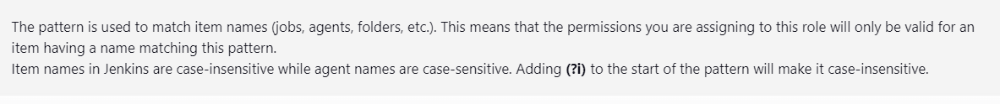 The pattern is used to match item names (jobs, agents, folders, etc.). This means that the permissions you are assigning to this role will only be valid for an
item having a name matching this pattern.
Item names in Jenkins are case-insensitive while agent names are case-sensitive. Adding (?i) to the start of the pattern will make it case-insensitive.